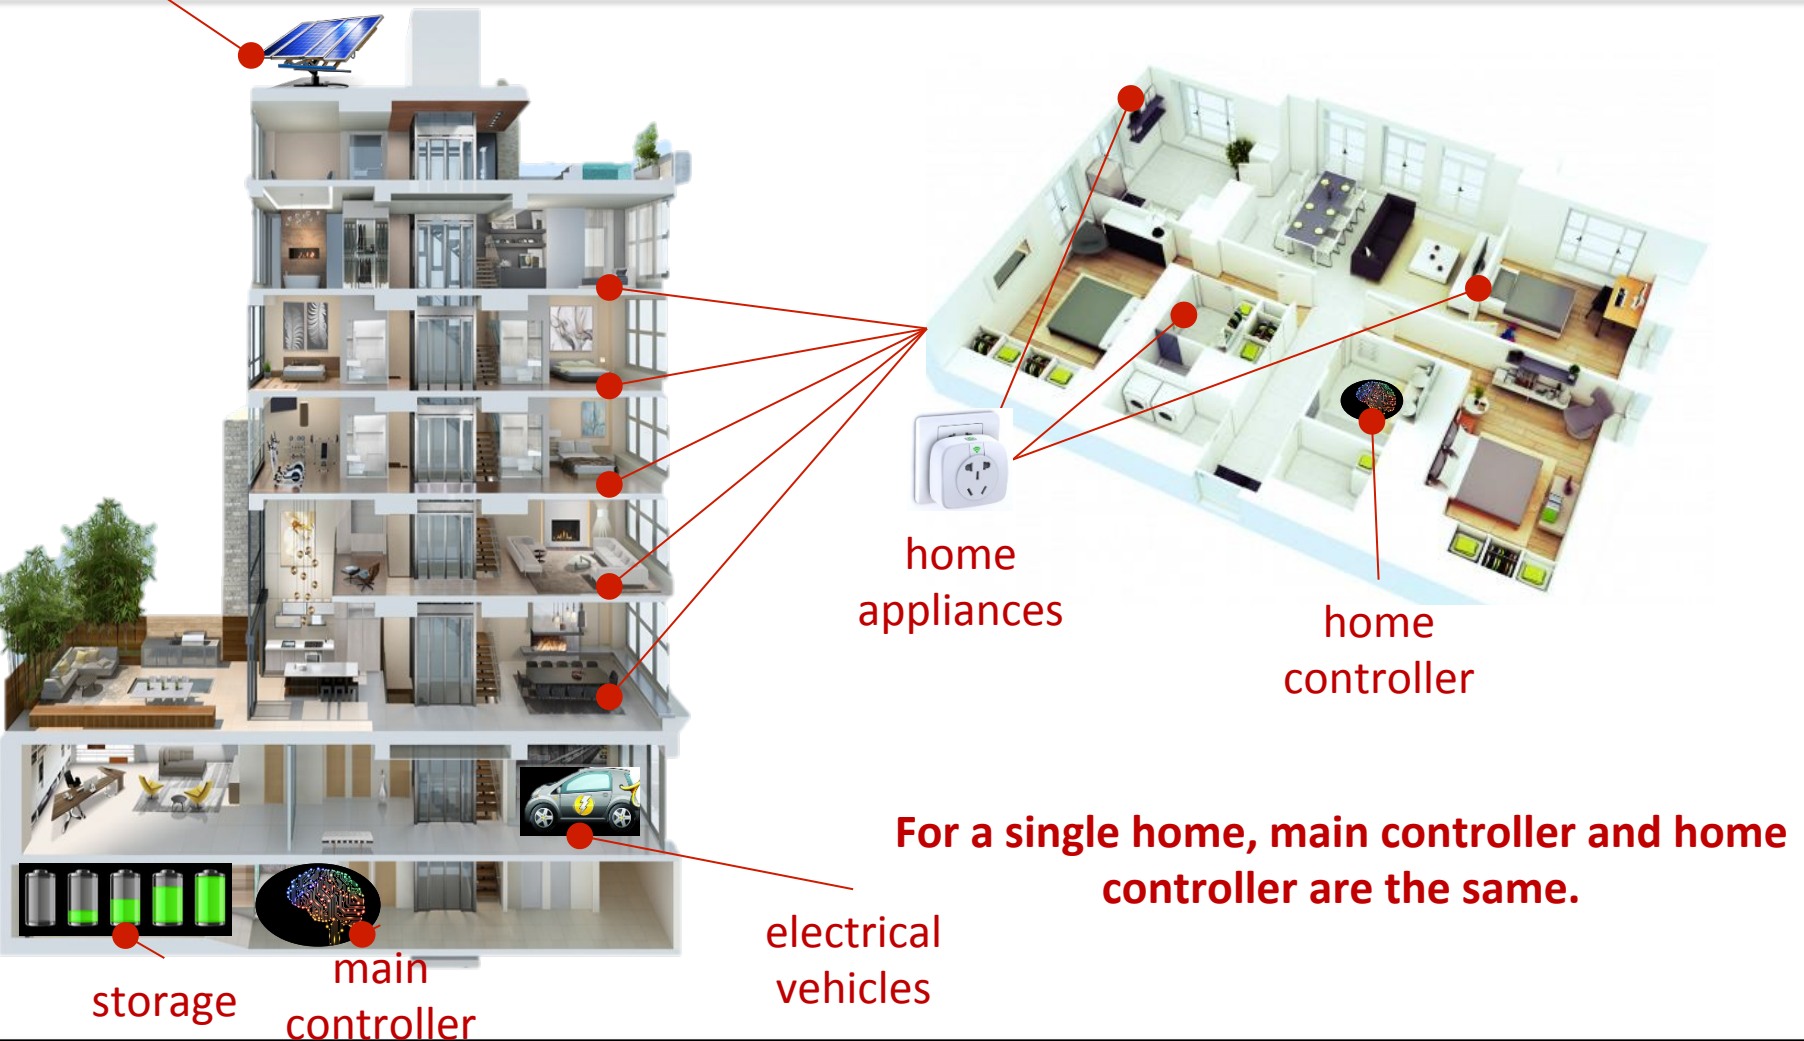 home
appliances
home
controller
For a single home, main controller and home
controller are the same.
electrical
vehicles
storage
main
controller